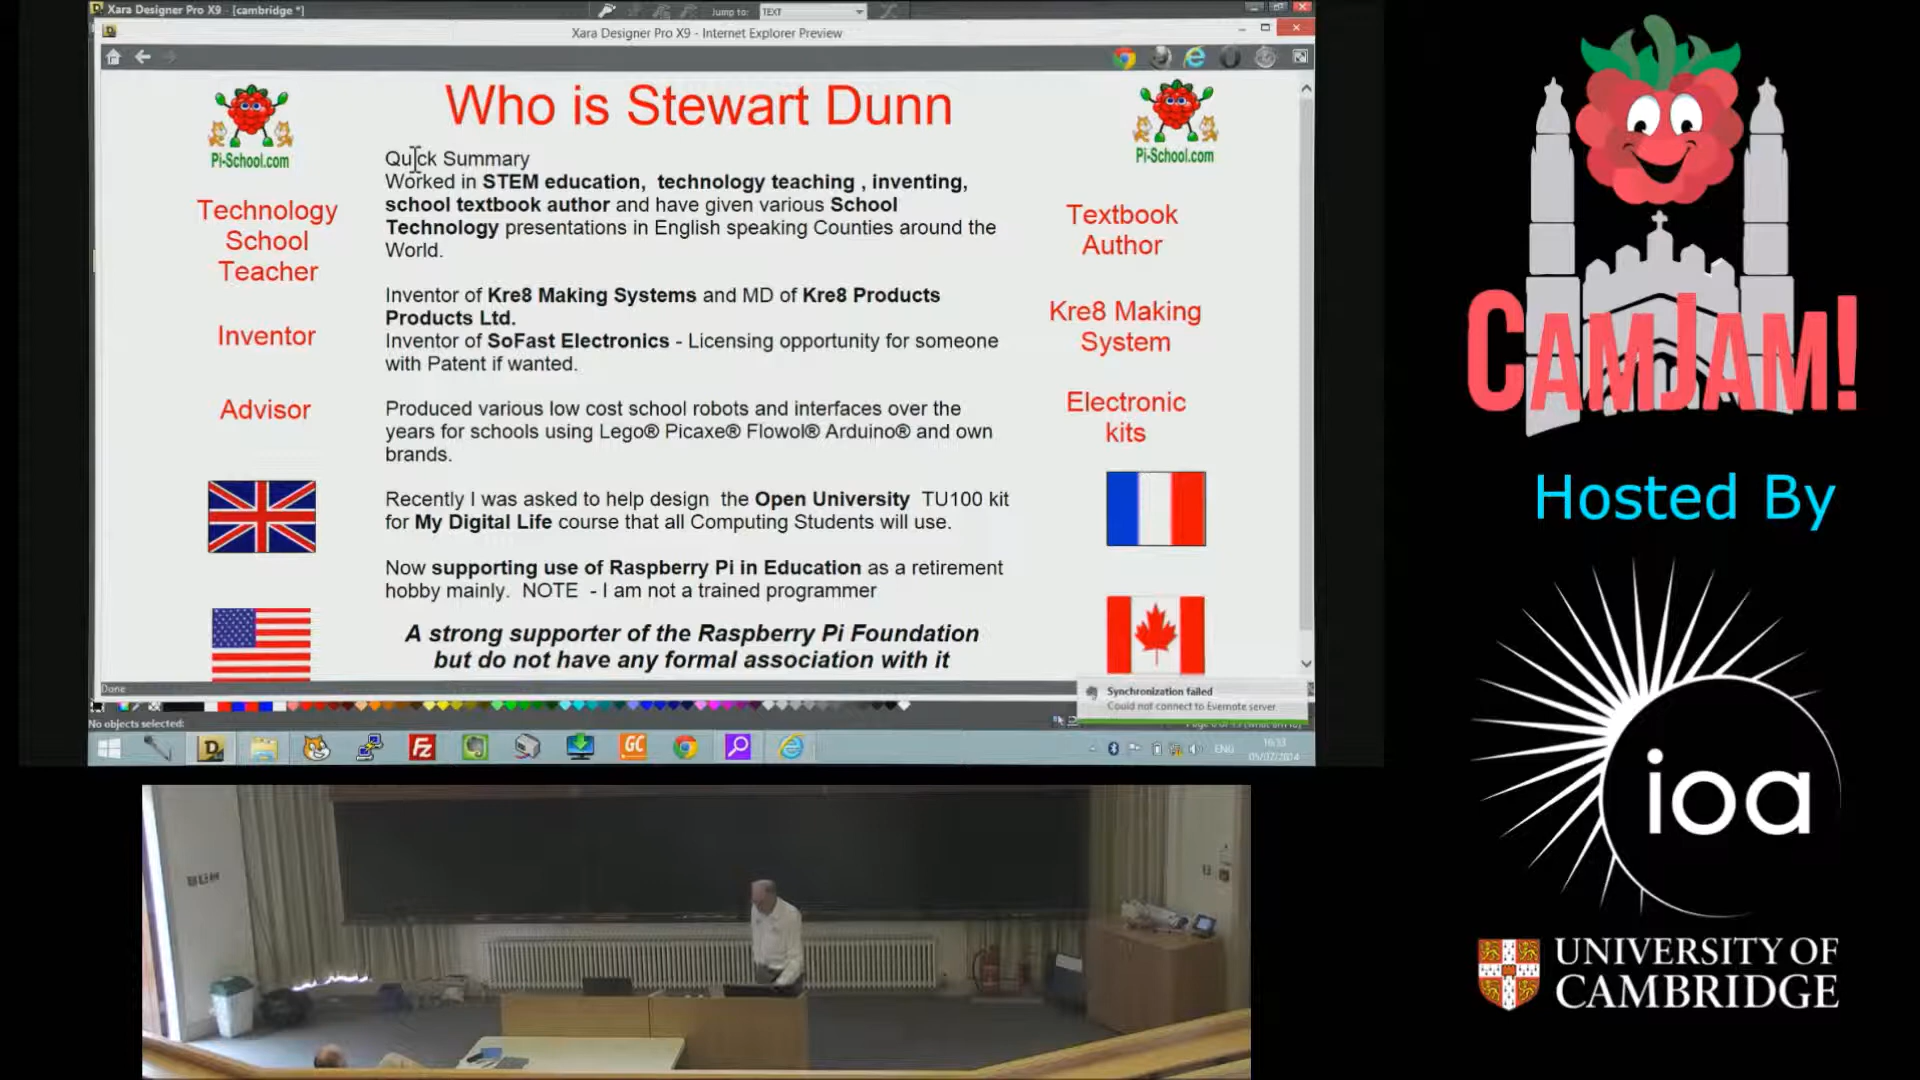 Xara Designer Pro X9 - [cambridge *]
Jump to: TEXT
Xara Designer Pro X9 - Internet Explorer Preview
Who is Stewart Dunn
Pi-School.com
Pi-School.com
Quick Summary
Worked in STEM education, technology teaching , inventing,
school textbook author and have given various School
Technology presentations in English speaking Counties around the
World.
Inventor of Kre8 Making Systems and MD of Kre8 Products
Products Ltd.
Inventor of SoFast Electronics - Licensing opportunity for someone
with Patent if wanted.
Produced various low cost school robots and interfaces over the
years for schools using Lego® Picaxe® Flowol® Arduino® and own
brands.
Recently I was asked to help design the Open University TU100 kit
for My Digital Life course that all Computing Students will use.
Now supporting use of Raspberry Pi in Education as a retirement
hobby mainly. NOTE - I am not a trained programmer
A strong supporter of the Raspberry Pi Foundation
but do not have any formal association with it
Technology
School
Teacher
Inventor
Advisor
Textbook
Author
Kre8 Making
System
Electronic
kits
Done
Synchronization failed
Could not connect to Evernote server
No objects selected:
D
FZ
GC
ENG
16:13
05/07/2014
CAMJAM!
Hosted By
ioa
UNIVERSITY OF
CAMBRIDGE